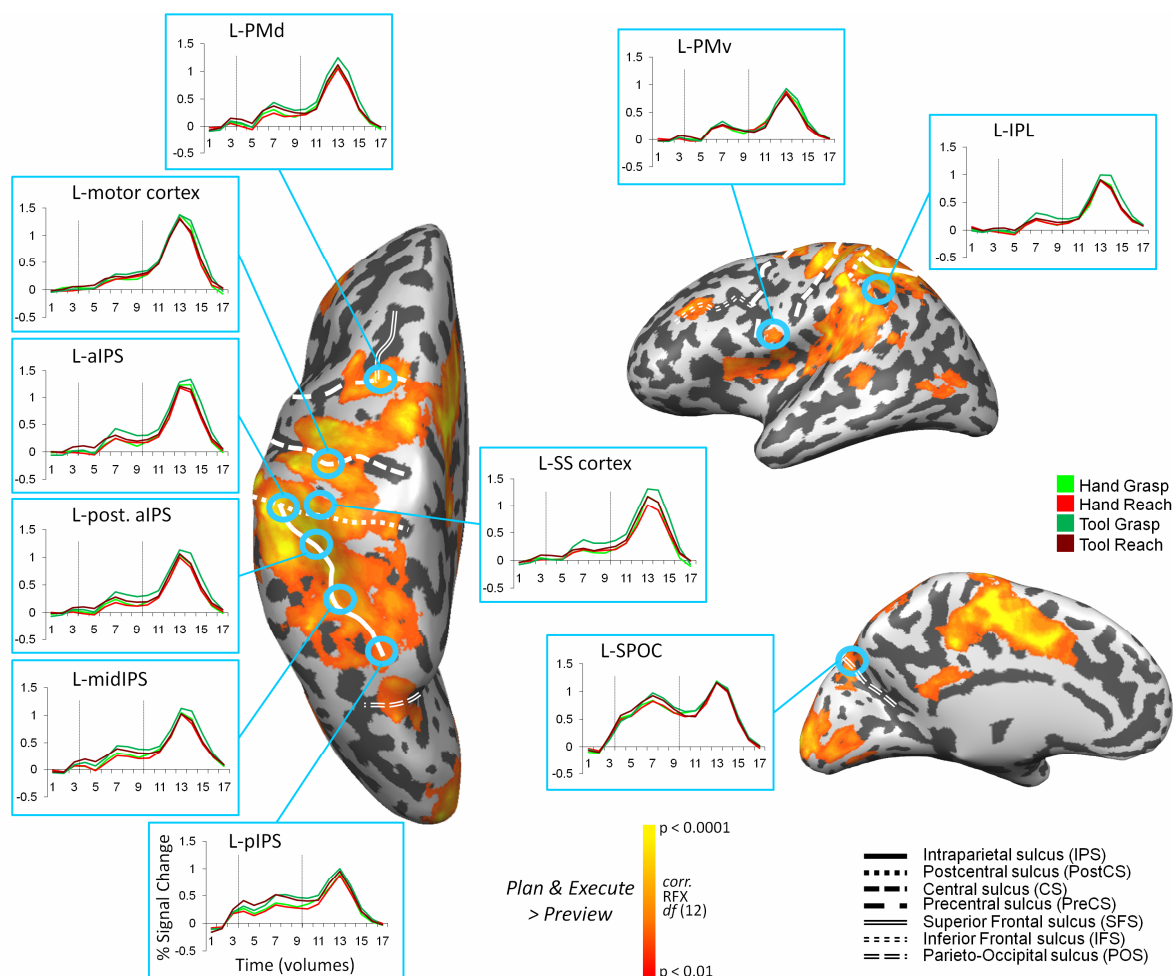 L-PMd
1.5
1
0.5
0
-0.5
1 3 5 7 9 11 13 15 17
L-PMv
1.5
1
0.5
0
-0.5
1 3 5 7 9 11 13 15 17
L-IPL
1.5
1
0.5
0
-0.5
1 3 5 7 9 11 13 15 17
L-motor cortex
1.5
1
0.5
0
-0.5
1 3 5 7 9 11 13 15 17
L-aIPS
1.5
1
0.5
0
-0.5
1 3 5 7 9 11 13 15 17
L-SS cortex
1.5
1
0.5
0
-0.5
1 3 5 7 9 11 13 15 17
Hand Grasp
Hand Reach
Tool Grasp
Tool Reach
L-post. aIPS
1.5
1
0.5
0
-0.5
1 3 5 7 9 11 13 15 17
L-midIPS
1.5
1
0.5
0
-0.5
1 3 5 7 9 11 13 15 17
L-SPOC
1.5
1
0.5
0
-0.5
1 3 5 7 9 11 13 15 17
L-pIPS
% Signal Change
1.5
1
0.5
0
-0.5
1 3 5 7 9 11 13 15 17
Time (volumes)
Plan & Execute
> Preview
p < 0.0001
corr.
RFX
df (12)
p < 0.01
Intraparietal sulcus (IPS)
Postcentral sulcus (PostCS)
Central sulcus (CS)
Precentral sulcus (PreCS)
Superior Frontal sulcus (SFS)
Inferior Frontal sulcus (IFS)
Parieto-Occipital sulcus (POS)